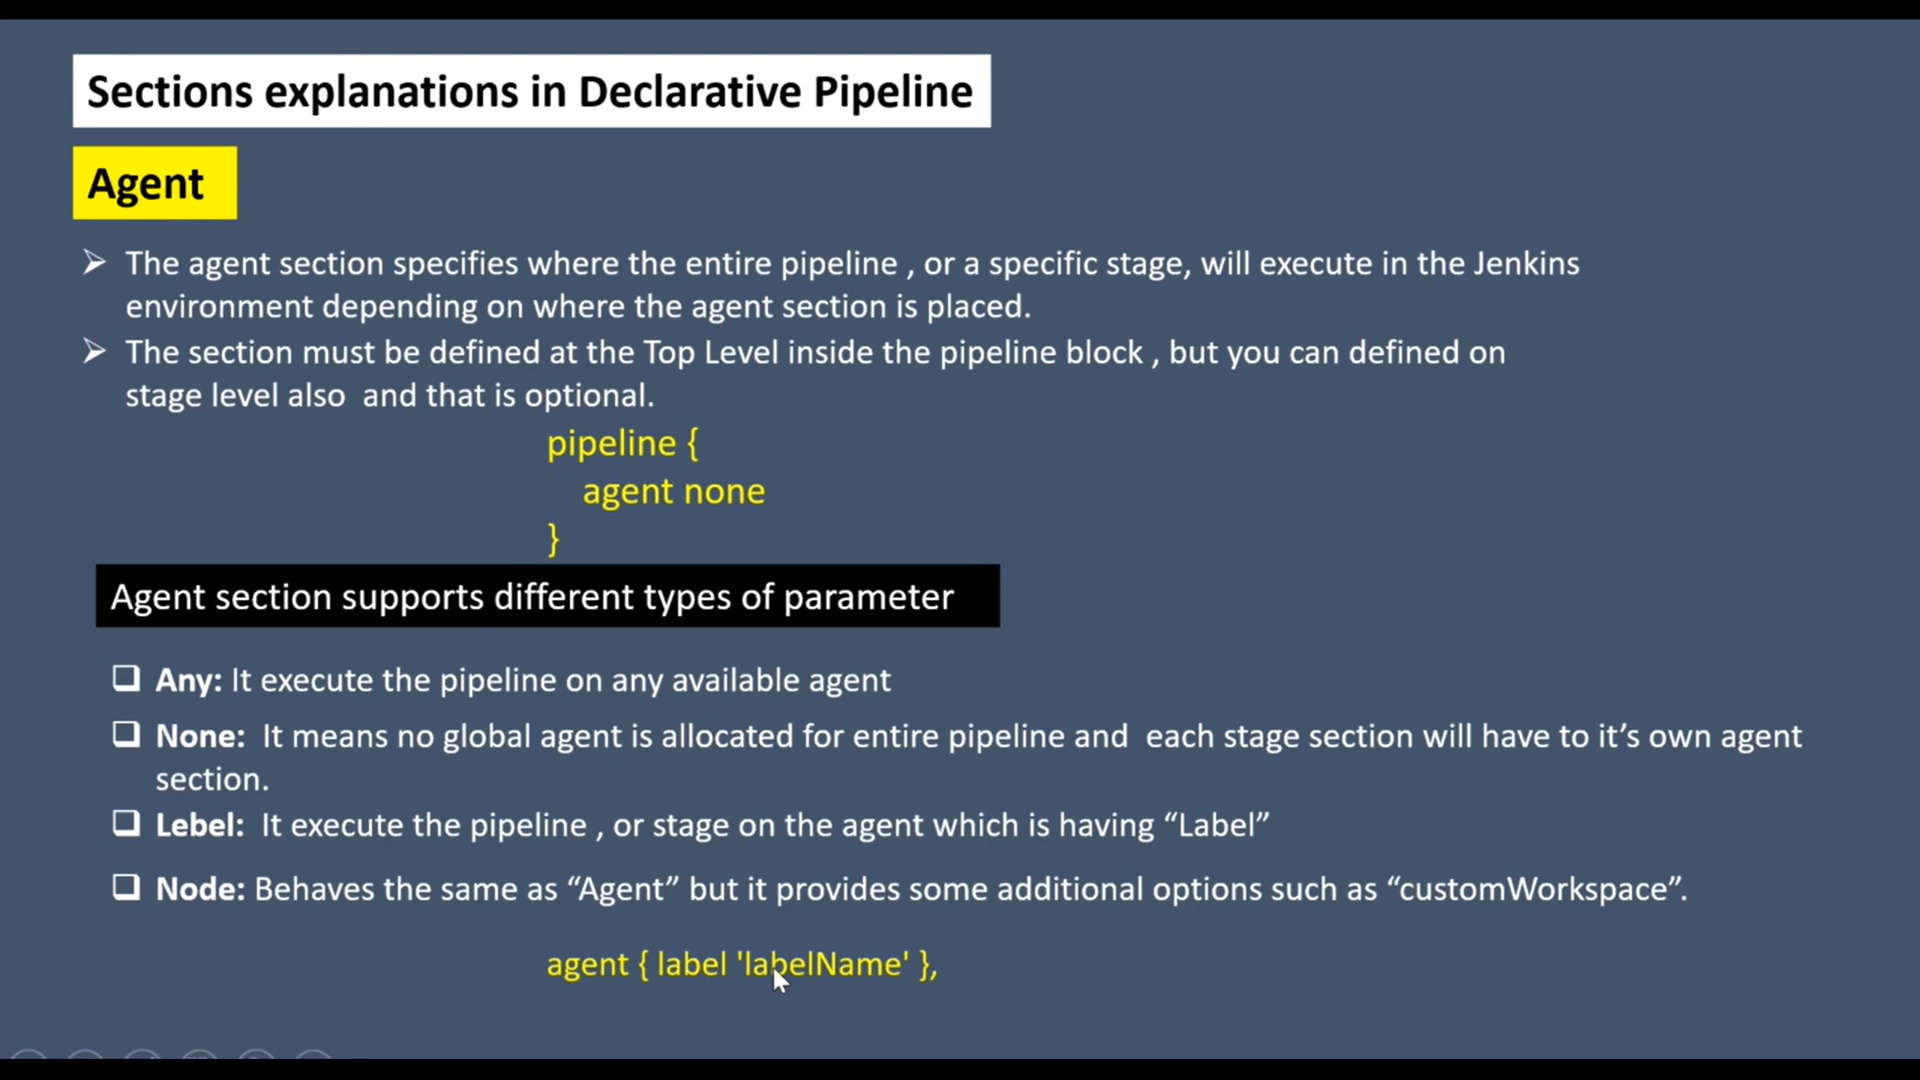 Sections explanations in Declarative Pipeline
Agent
The agent section specifies where the entire pipeline , or a specific stage, will execute in the Jenkins
environment depending on where the agent section is placed.
The section must be defined at the Top Level inside the pipeline block , but you can defined on
stage level also  and that is optional.
pipeline {
agent none
}
Agent section supports different types of parameter
Any: It execute the pipeline on any available agent
None:  It means no global agent is allocated for entire pipeline and  each stage section will have to it’s own agent
section.
Lebel:  It execute the pipeline , or stage on the agent which is having “Label”
Node: Behaves the same as “Agent” but it provides some additional options such as “customWorkspace”.
agent { label 'labelName' },